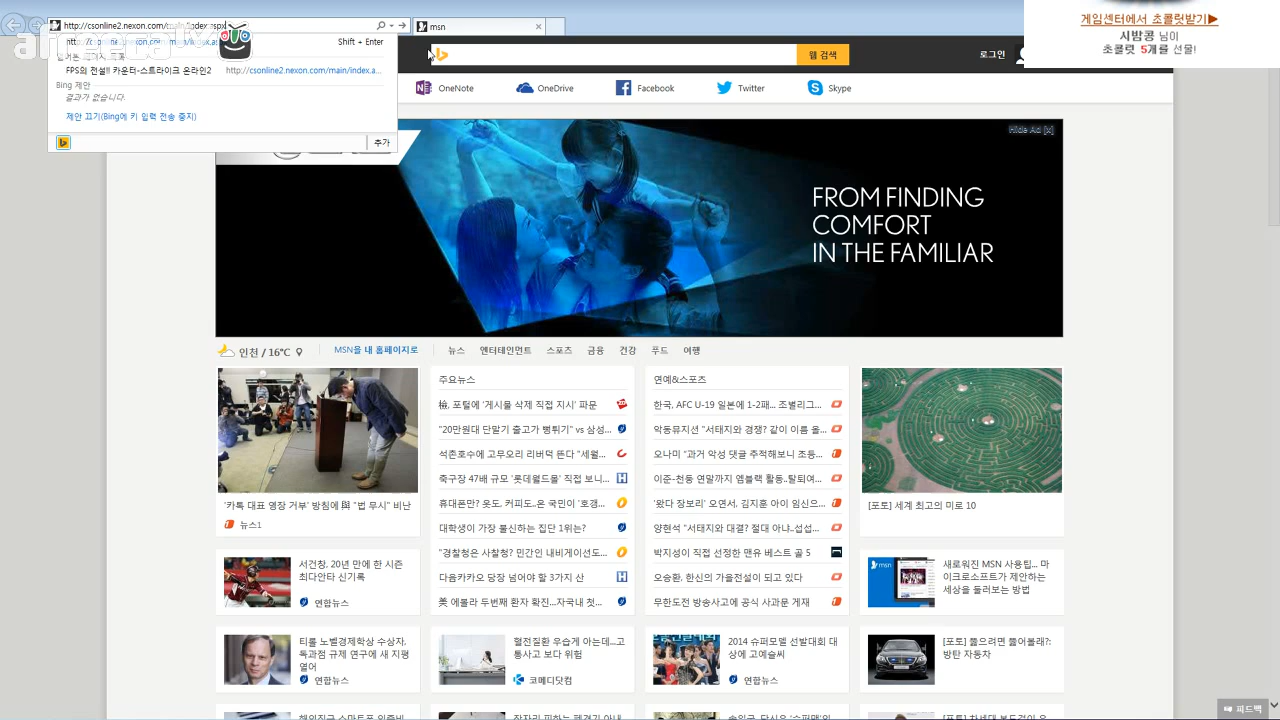 http://csonline2.nexon.com/main/index.aspx
msn
게임센터에서 초콜릿받기▶
시밤콩 님이
초콜릿 5개를 선물!
Shift + Enter
FPS의 전설!! 카운터-스트라이크 온라인2 http://csonline2.nexon.com/main/index.a...
Bing 제안
결과가 없습니다.
제안 끄기(Bing에 키 입력 전송 중지)
추가
웹 검색
로그인
OneNote
OneDrive
Facebook
Twitter
Skype
Hide Ad [x]
FROM FINDING
COMFORT
IN THE FAMILIAR
인천 / 16°C
MSN을 내 홈페이지로
뉴스 엔터테인먼트 스포츠 금융 건강 푸드 여행
'카톡 대표 영장 거부' 방침에 與 "법 무시" 비난
뉴스1
주요뉴스
檢, 포털에 '게시물 삭제 직접 지시' 파문
"20만원대 단말기 출고가 뻥튀기" vs 삼성...
석촌호수에 고무오리 러버덕 뜬다 "세월...
축구장 47배 규모 '롯데월드몰' 직접 보니...
휴대폰만? 옷도, 커피도..온 국민이 '호갱...
대학생이 가장 불신하는 집단 1위는?
"경찰청은 사찰청? 민간인 내비게이션도...
다음카카오 당장 넘어야 할 3가지 산
美 에볼라 두번째 환자 확진...자국내 첫...
연예&스포츠
한국, AFC U-19 일본에 1-2패... 조별리그...
악동뮤지션 "서태지와 경쟁? 같이 이름 올...
오나미 "과거 악성 댓글 추적해보니 초등...
이준-천둥 연말까지 엠블랙 활동..탈퇴여...
'왔다 장보리' 오연서, 김지훈 아이 임신으...
양현석 "서태지와 대결? 절대 아냐..섭섭...
박지성이 직접 선정한 맨유 베스트 골 5
오승환, 한신의 가을전설이 되고 있다
무한도전 방송사고에 공식 사과문 게재
[포토] 세계 최고의 미로 10
서건창, 20년 만에 한 시즌
최다안타 신기록
연합뉴스
새로워진 MSN 사용팁... 마
이크로소프트가 제안하는
세상을 둘러보는 방법
티롤 노벨경제학상 수상자,
독과점 규제 연구에 새 지평
열어
연합뉴스
혈전질환 우습게 아는데...교
통사고 보다 위험
코메디닷컴
2014 슈퍼모델 선발대회 대
상에 고예슬씨
연합뉴스
[포토] 뚫으려면 뚫어볼래?:
방탄 자동차
피드백